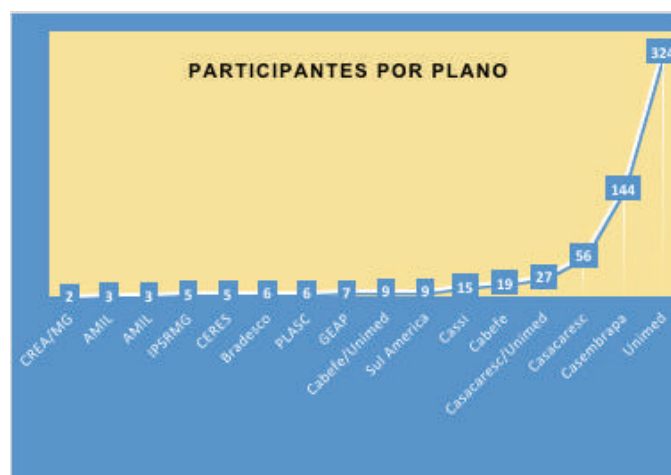 PARTICIPANTES POR PLANO
2 3 3 5 5 6 6 7 9 9 15 19 27 56 144 324
CREA/MG
AMIL
AMIL
IPSRMG
CERES
Bradesco
PLASC
GEAP
Cabefe/Unimed
Sul America
Cassi
Cabefe
Casacaresc/Unimed
Casacaresc
Casembrapa
Unimed